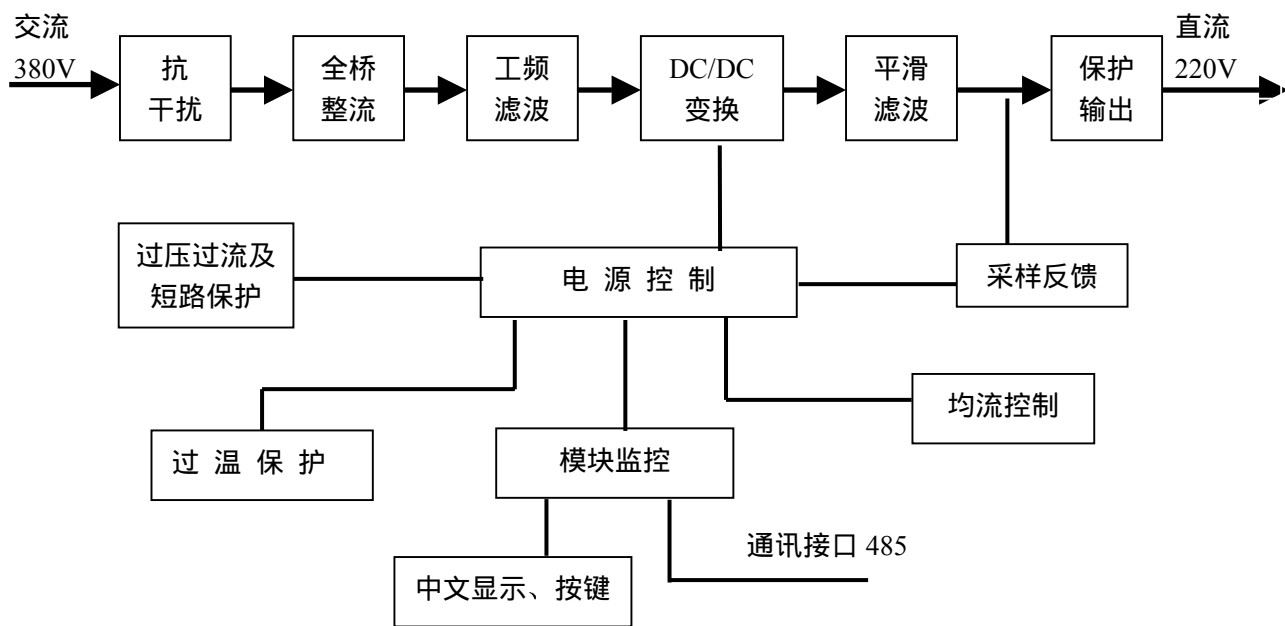 交流
380V
抗
干扰
全桥
整流
工频
滤波
DC/DC
变换
平滑
滤波
保护
输出
直流
220V
过压过流及
短路保护
电 源 控 制
采样反馈
均流控制
过 温 保 护
模块监控
通讯接口 485
中文显示、按键